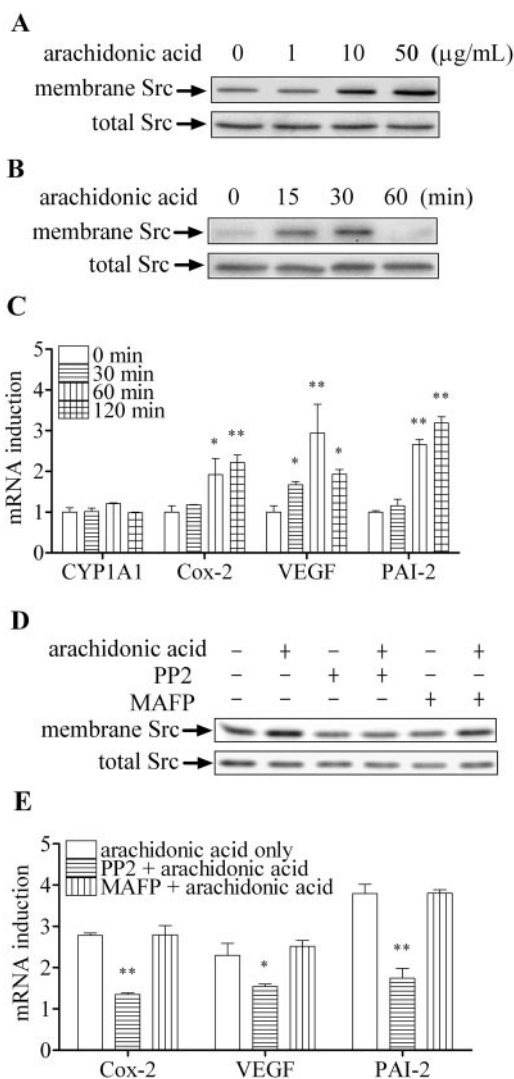 A
arachidonic acid 0 1 10 50 (μg/mL)
membrane Src
total Src
B
arachidonic acid 0 15 30 60 (min)
membrane Src
total Src
C
5
4
3
2
1
0
mRNA induction
0 min
30 min
60 min
120 min
* ** * ** * ** **
CYP1A1 Cox-2 VEGF PAI-2
D
arachidonic acid − + − + − +
PP2 − − + + − −
MAFP − − − − + +
membrane Src
total Src
E
5
4
3
2
1
0
mRNA induction
arachidonic acid only
PP2 + arachidonic acid
MAFP + arachidonic acid
** * **
Cox-2 VEGF PAI-2